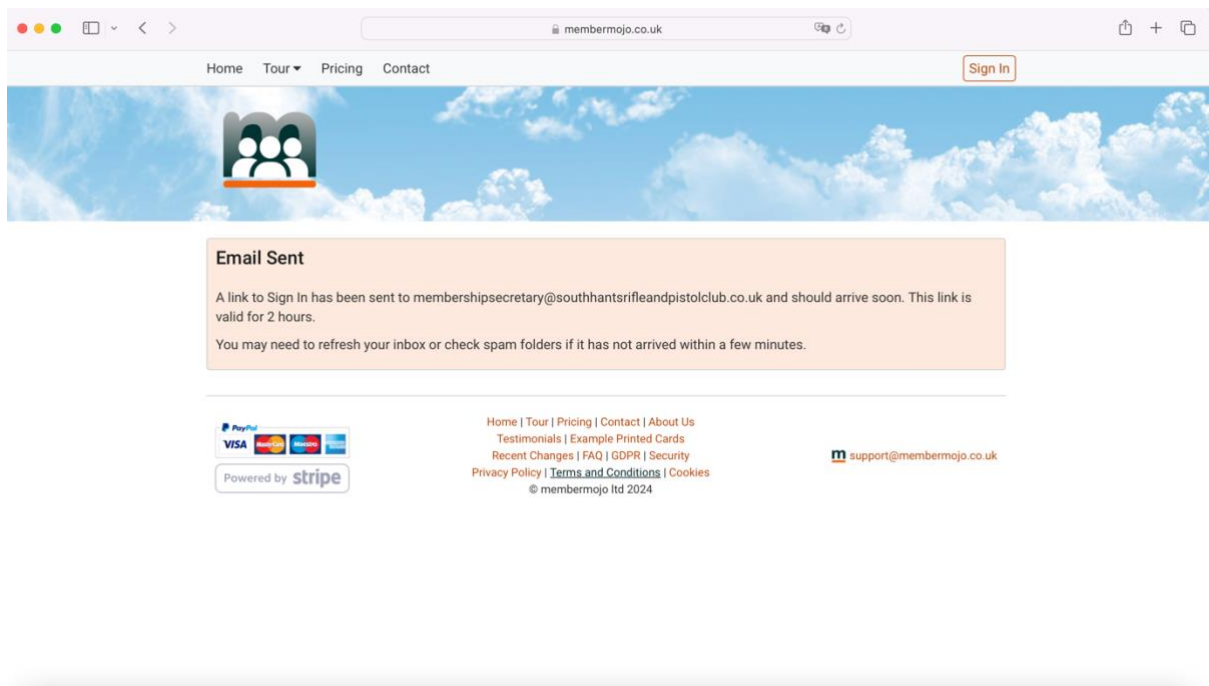 membermojo.co.uk
Home Tour Pricing Contact
Sign In
Email Sent
A link to Sign In has been sent to membershipsecretary@southhantsrifleandpistolclub.co.uk and should arrive soon. This link is
valid for 2 hours.
You may need to refresh your inbox or check spam folders if it has not arrived within a few minutes.
PayPal
VISA MasterCard Maestro
Powered by stripe
Home | Tour | Pricing | Contact | About Us
Testimonials | Example Printed Cards
Recent Changes | FAQ | GDPR | Security
Privacy Policy | Terms and Conditions | Cookies
© membermojo ltd 2024
m support@membermojo.co.uk